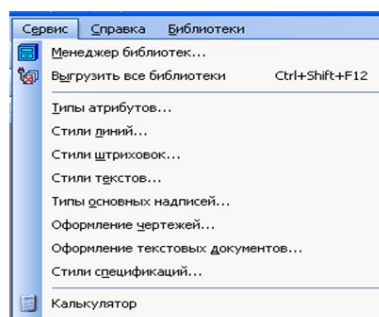 Сервис Справка Библиотеки
Менеджер библиотек...
Выгрузить все библиотеки Ctrl+Shift+F12
Типы атрибутов...
Стили линий...
Стили штриховок...
Стили текстов...
Типы основных надписей...
Оформление чертежей...
Оформление текстовых документов...
Стили спецификаций...
Калькулятор